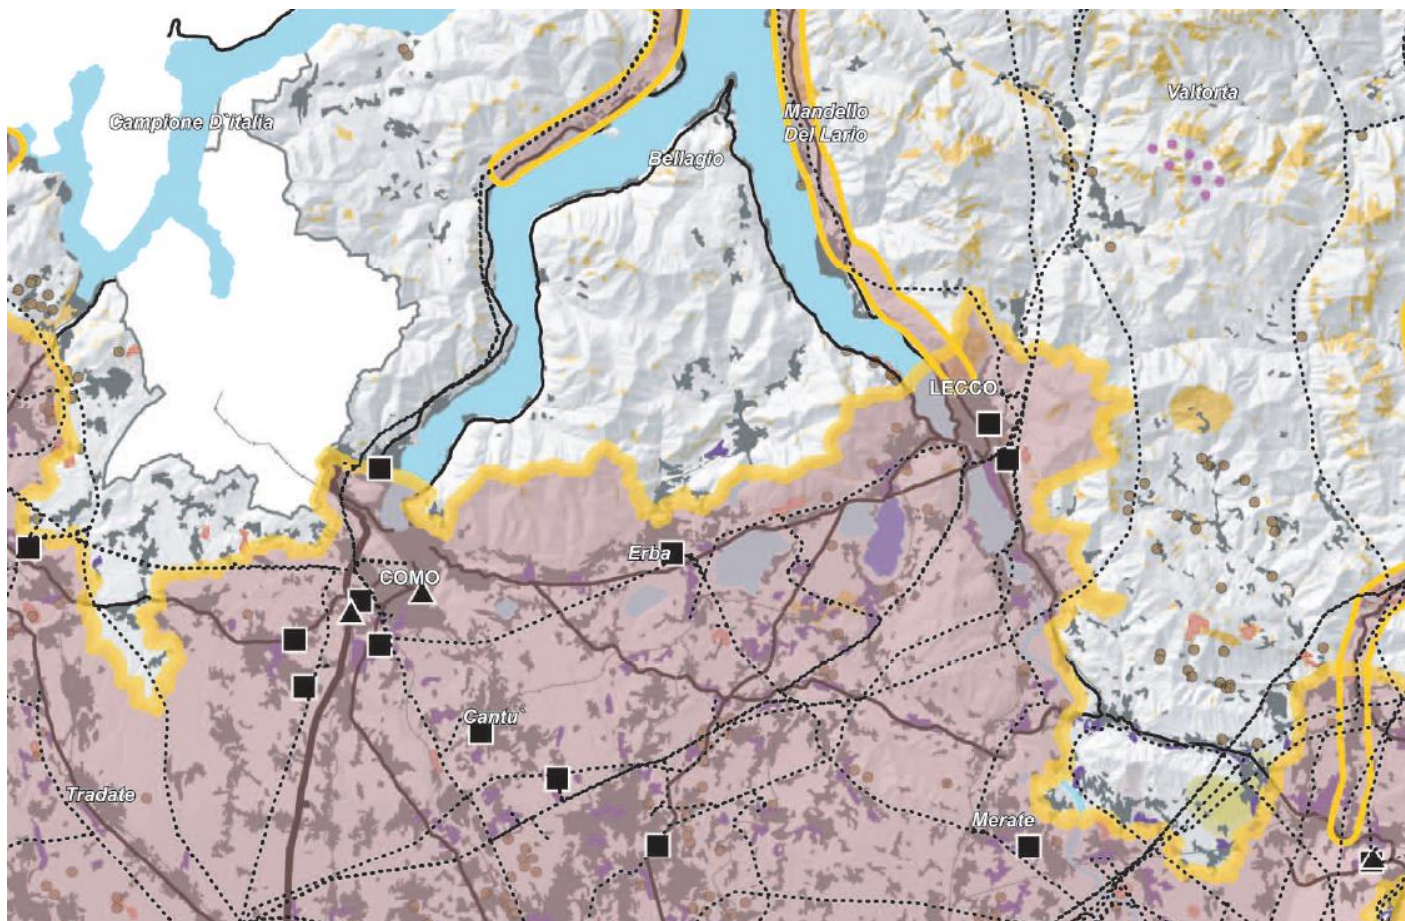 Valtorta
Campione D`italia
Mandello
Del Lario
Bellagio
LECCO
Erba
COMO
Cantu`
Tradate
Merate